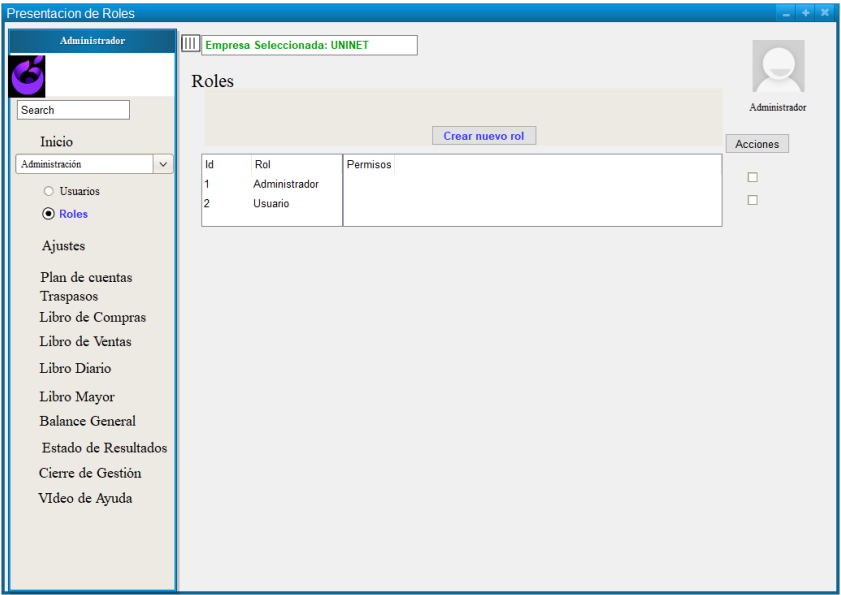 Presentacion de Roles
Administrador
Search
Inicio
Administración
Usuarios
Roles
Ajustes
Plan de cuentas
Traspasos
Libro de Compras
Libro de Ventas
Libro Diario
Libro Mayor
Balance General
Estado de Resultados
Cierre de Gestión
VIdeo de Ayuda
Empresa Seleccionada: UNINET
Roles
Crear nuevo rol
Administrador
Acciones
Id Rol Permisos
1 Administrador
2 Usuario